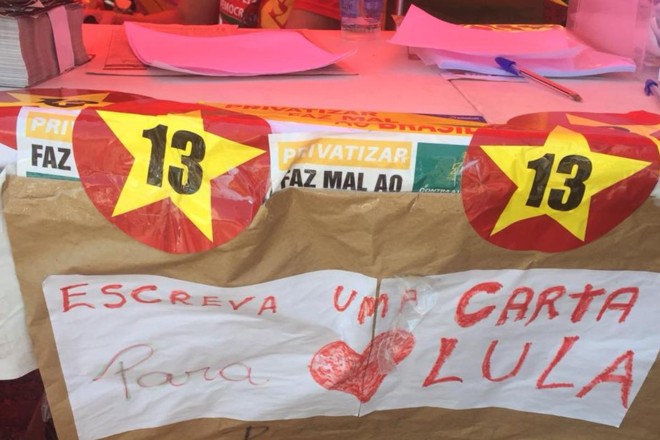 PRIVATIZAR
FAZ MAL
AO BRASIL
PRI
FAZ
13
PRIVATIZAR
FAZ MAL AO
13
ESCREVA UMA CARTA
Para LULA